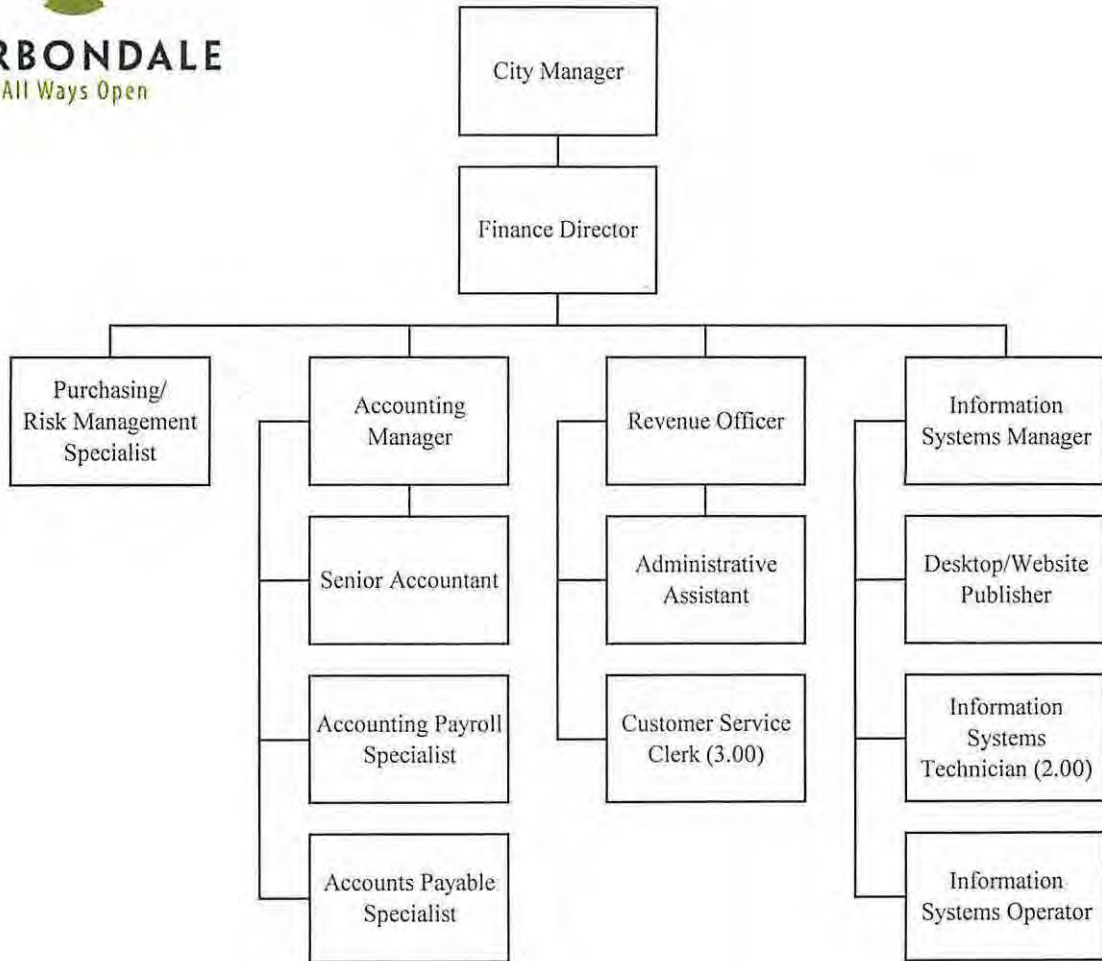 RBONDALE
All Ways Open
City Manager
Finance Director
Purchasing/
Risk Management
Specialist
Accounting
Manager
Revenue Officer
Information
Systems Manager
Senior Accountant
Administrative
Assistant
Desktop/Website
Publisher
Accounting Payroll
Specialist
Customer Service
Clerk (3.00)
Information
Systems
Technician (2.00)
Accounts Payable
Specialist
Information
Systems Operator